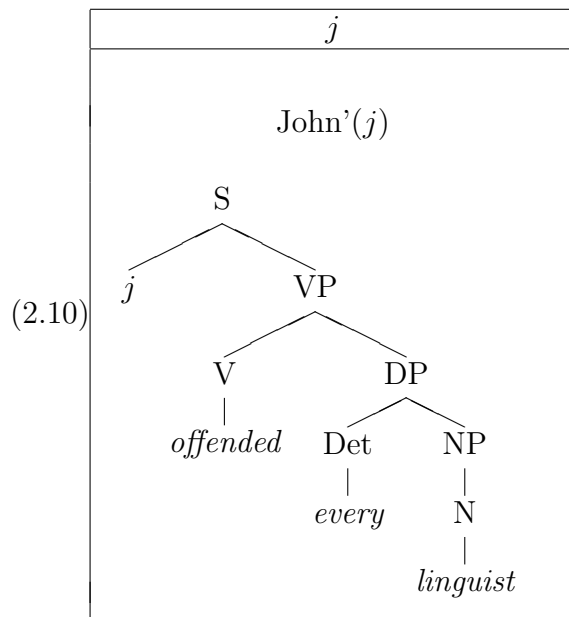 j
John’(j)
S
j VP
(2.10)
V DP
offended Det NP
every N
linguist